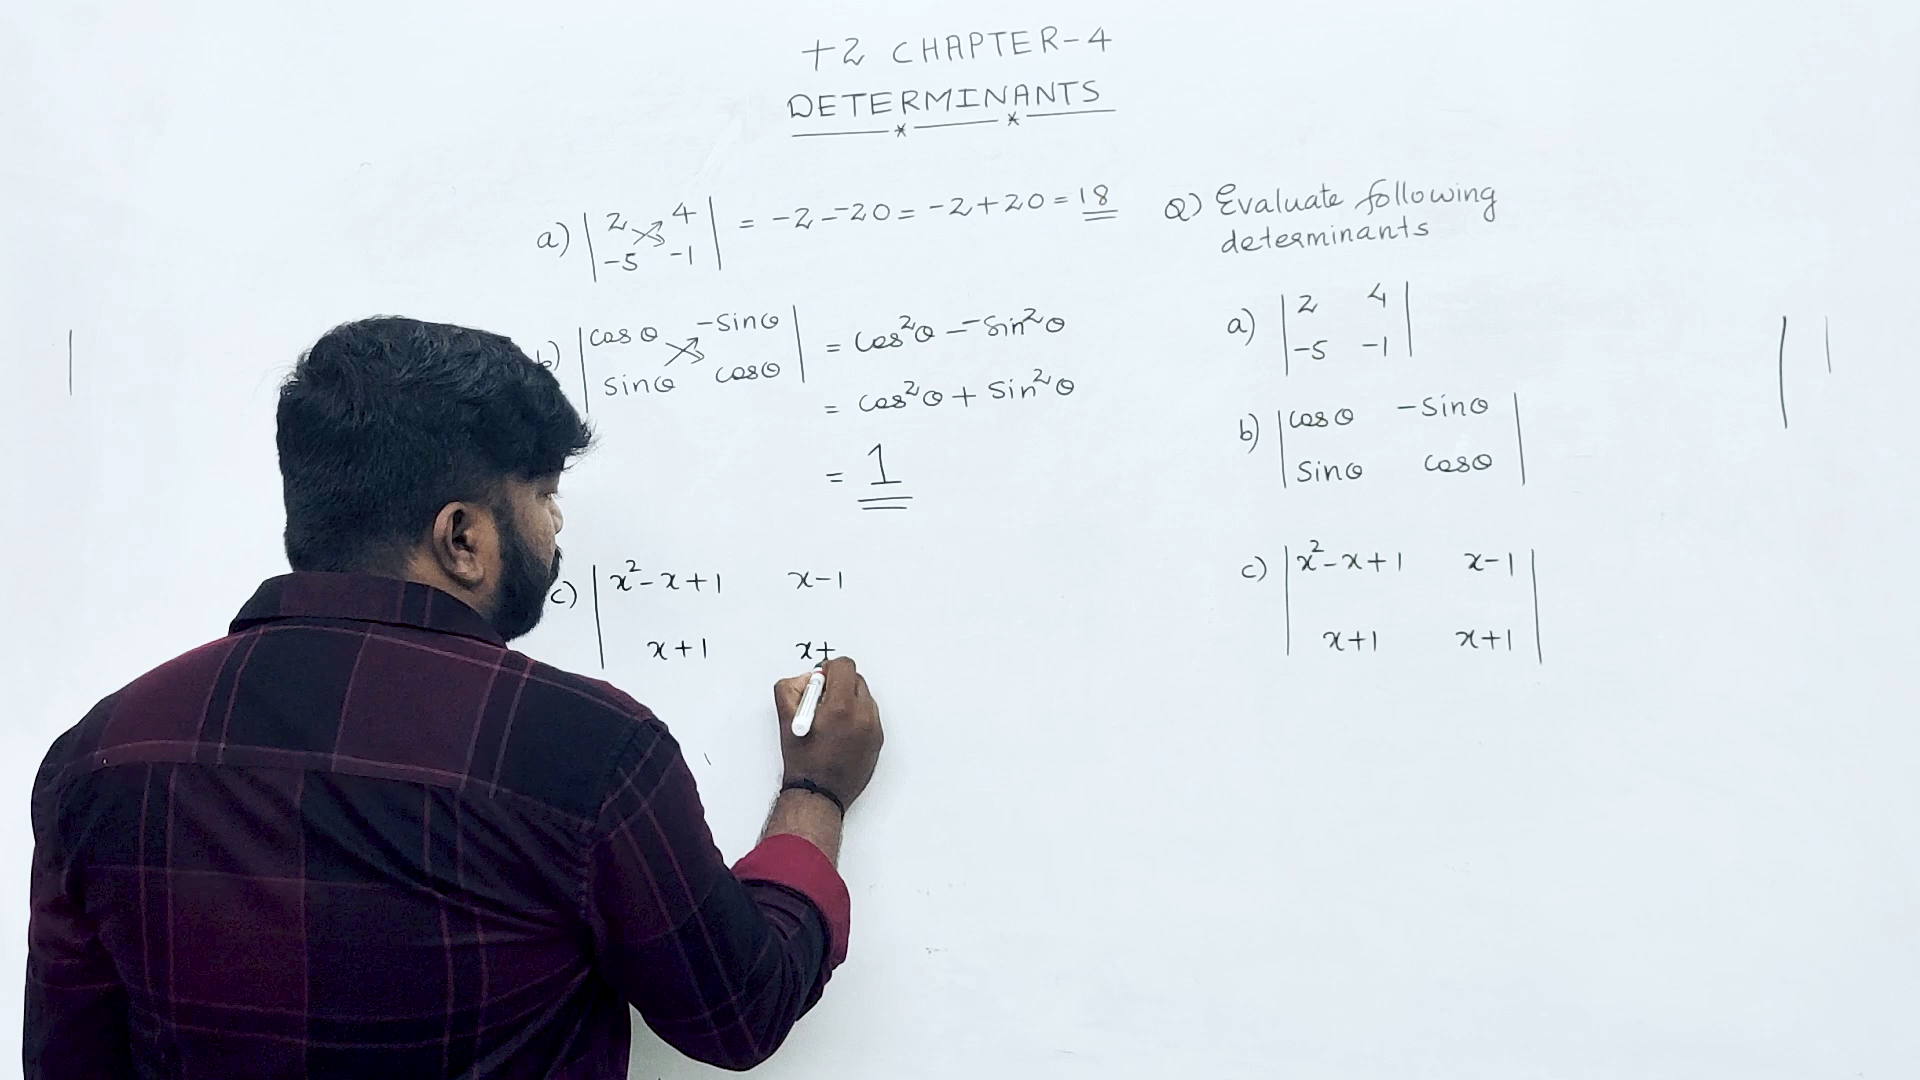 +2 CHAPTER-4
DETERMINANTS
a) | 2 4 | = -2 - -20 = -2+20 = 18
| -5 -1 |
b) | cosθ -sinθ | = cos²θ - -sin²θ
| sinθ cosθ |
= cos²θ + sin²θ
= 1
c) | x²-x+1 x-1
| x+1 x+
Q) Evaluate following
determinants
a) | 2 4 |
| -5 -1 |
b) | cosθ -sinθ |
| sinθ cosθ |
c) | x²-x+1 x-1 |
| x+1 x+1 |